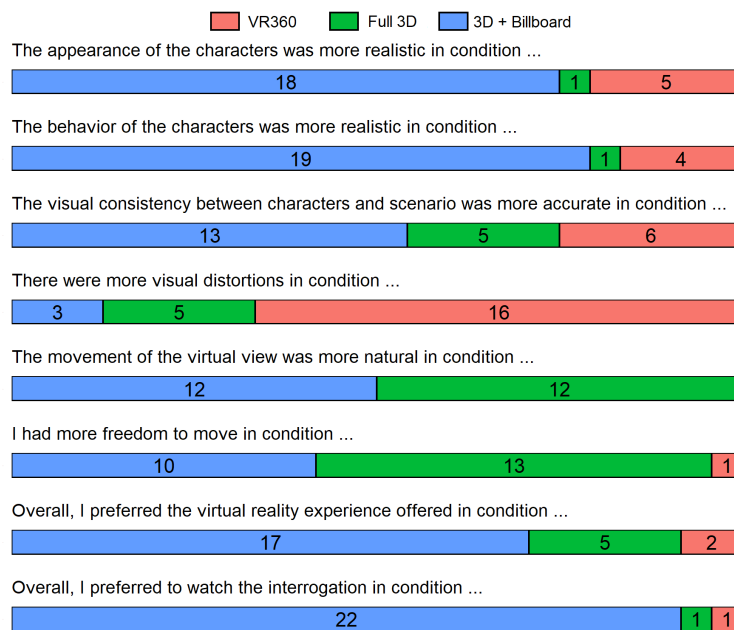 VR360 Full 3D 3D + Billboard
The appearance of the characters was more realistic in condition ...
18 1 5
The behavior of the characters was more realistic in condition ...
19 1 4
The visual consistency between characters and scenario was more accurate in condition ...
13 5 6
There were more visual distortions in condition ...
3 5 16
The movement of the virtual view was more natural in condition ...
12 12
I had more freedom to move in condition ...
10 13 1
Overall, I preferred the virtual reality experience offered in condition ...
17 5 2
Overall, I preferred to watch the interrogation in condition ...
22 1 1